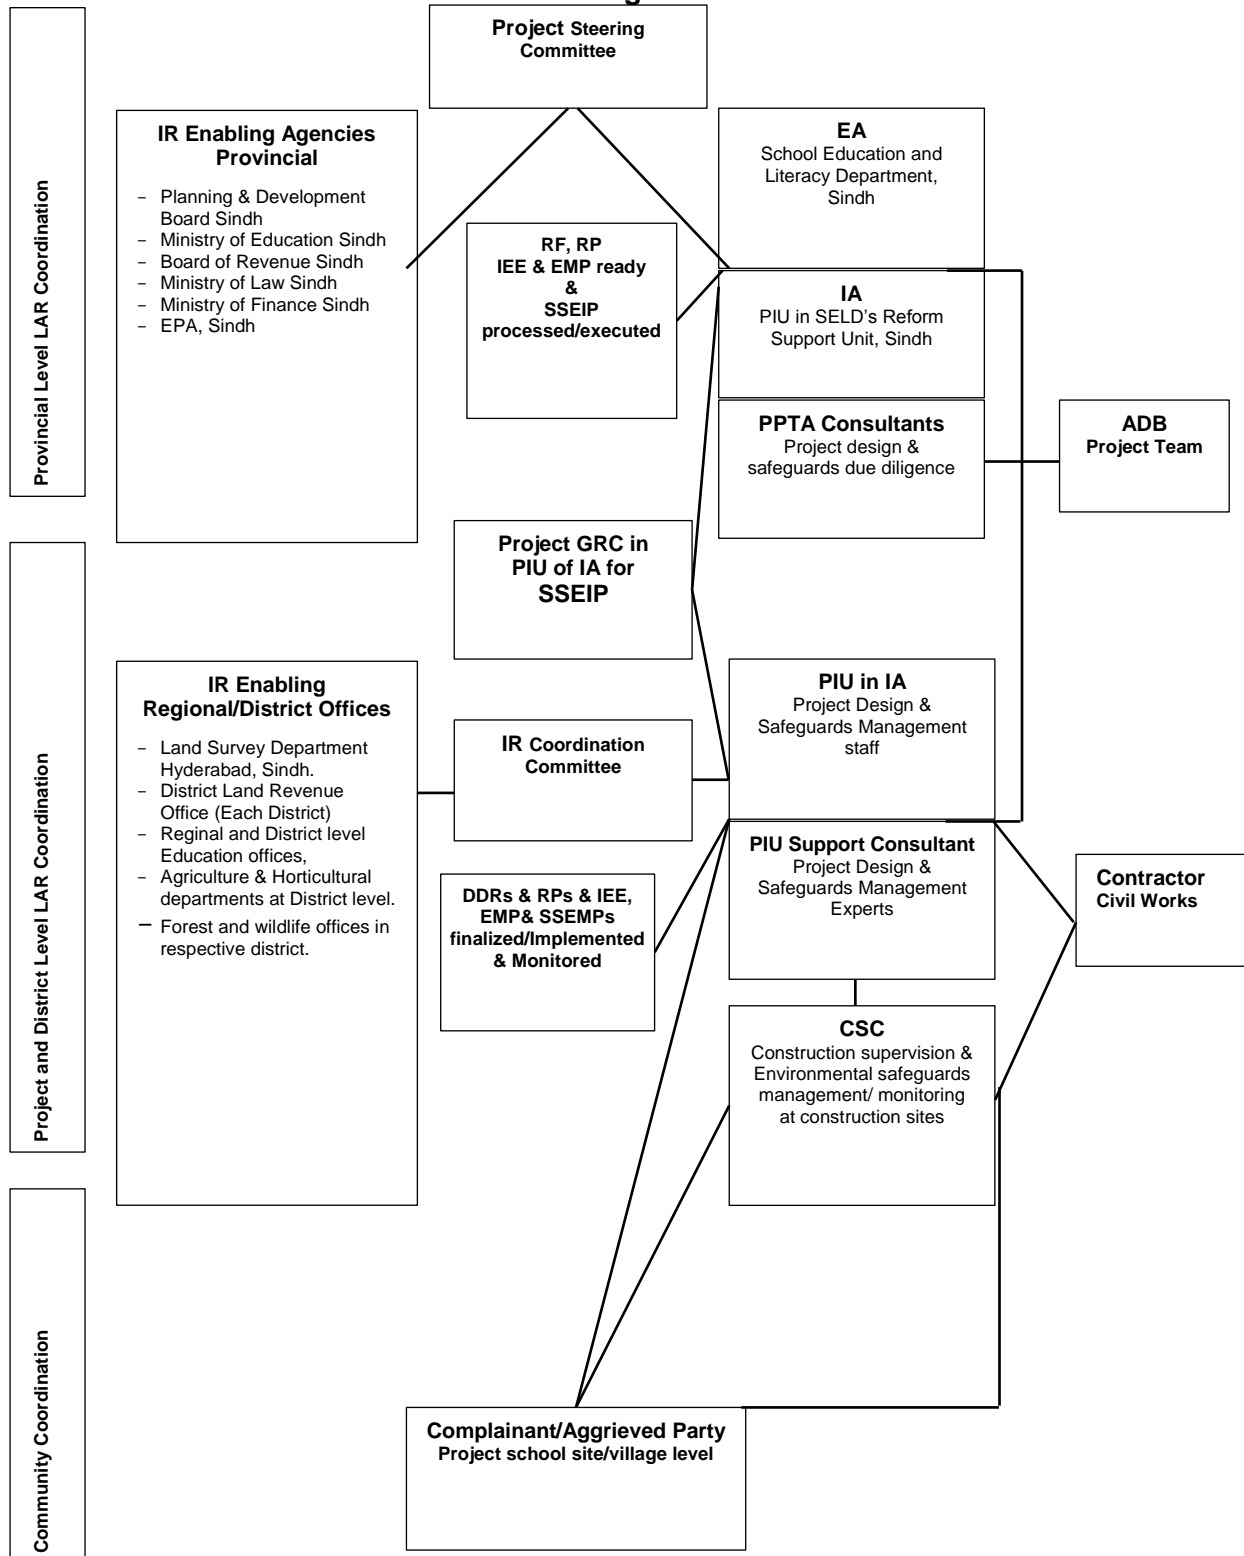 Project Steering
Committee
Provincial Level LAR Coordination
IR Enabling Agencies
Provincial
– Planning & Development
Board Sindh
– Ministry of Education Sindh
– Board of Revenue Sindh
– Ministry of Law Sindh
– Ministry of Finance Sindh
– EPA, Sindh
RF, RP
IEE & EMP ready
&
SSEIP
processed/executed
EA
School Education and
Literacy Department,
Sindh
IA
PIU in SELD's Reform
Support Unit, Sindh
PPTA Consultants
Project design &
safeguards due diligence
ADB
Project Team
Project GRC in
PIU of IA for
SSEIP
Project and District Level LAR Coordination
IR Enabling
Regional/District Offices
– Land Survey Department
Hyderabad, Sindh.
– District Land Revenue
Office (Each District)
– Reginal and District level
Education offices,
– Agriculture & Horticultural
departments at District level.
– Forest and wildlife offices in
respective district.
IR Coordination
Committee
PIU in IA
Project Design &
Safeguards Management
staff
DDRs & RPs & IEE,
EMP& SSEMPs
finalized/Implemented
& Monitored
PIU Support Consultant
Project Design &
Safeguards Management
Experts
Contractor
Civil Works
CSC
Construction supervision &
Environmental safeguards
management/ monitoring
at construction sites
Community Coordination
Complainant/Aggrieved Party
Project school site/village level